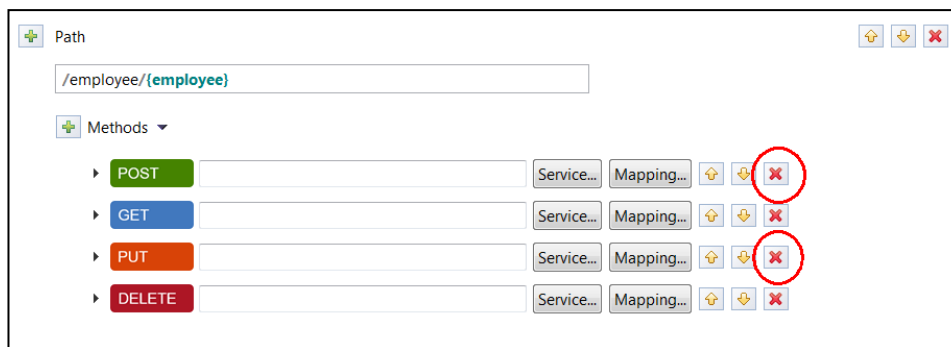 Path
/employee/{employee}
Methods
POST Service... Mapping...
GET Service... Mapping...
PUT Service... Mapping...
DELETE Service... Mapping...